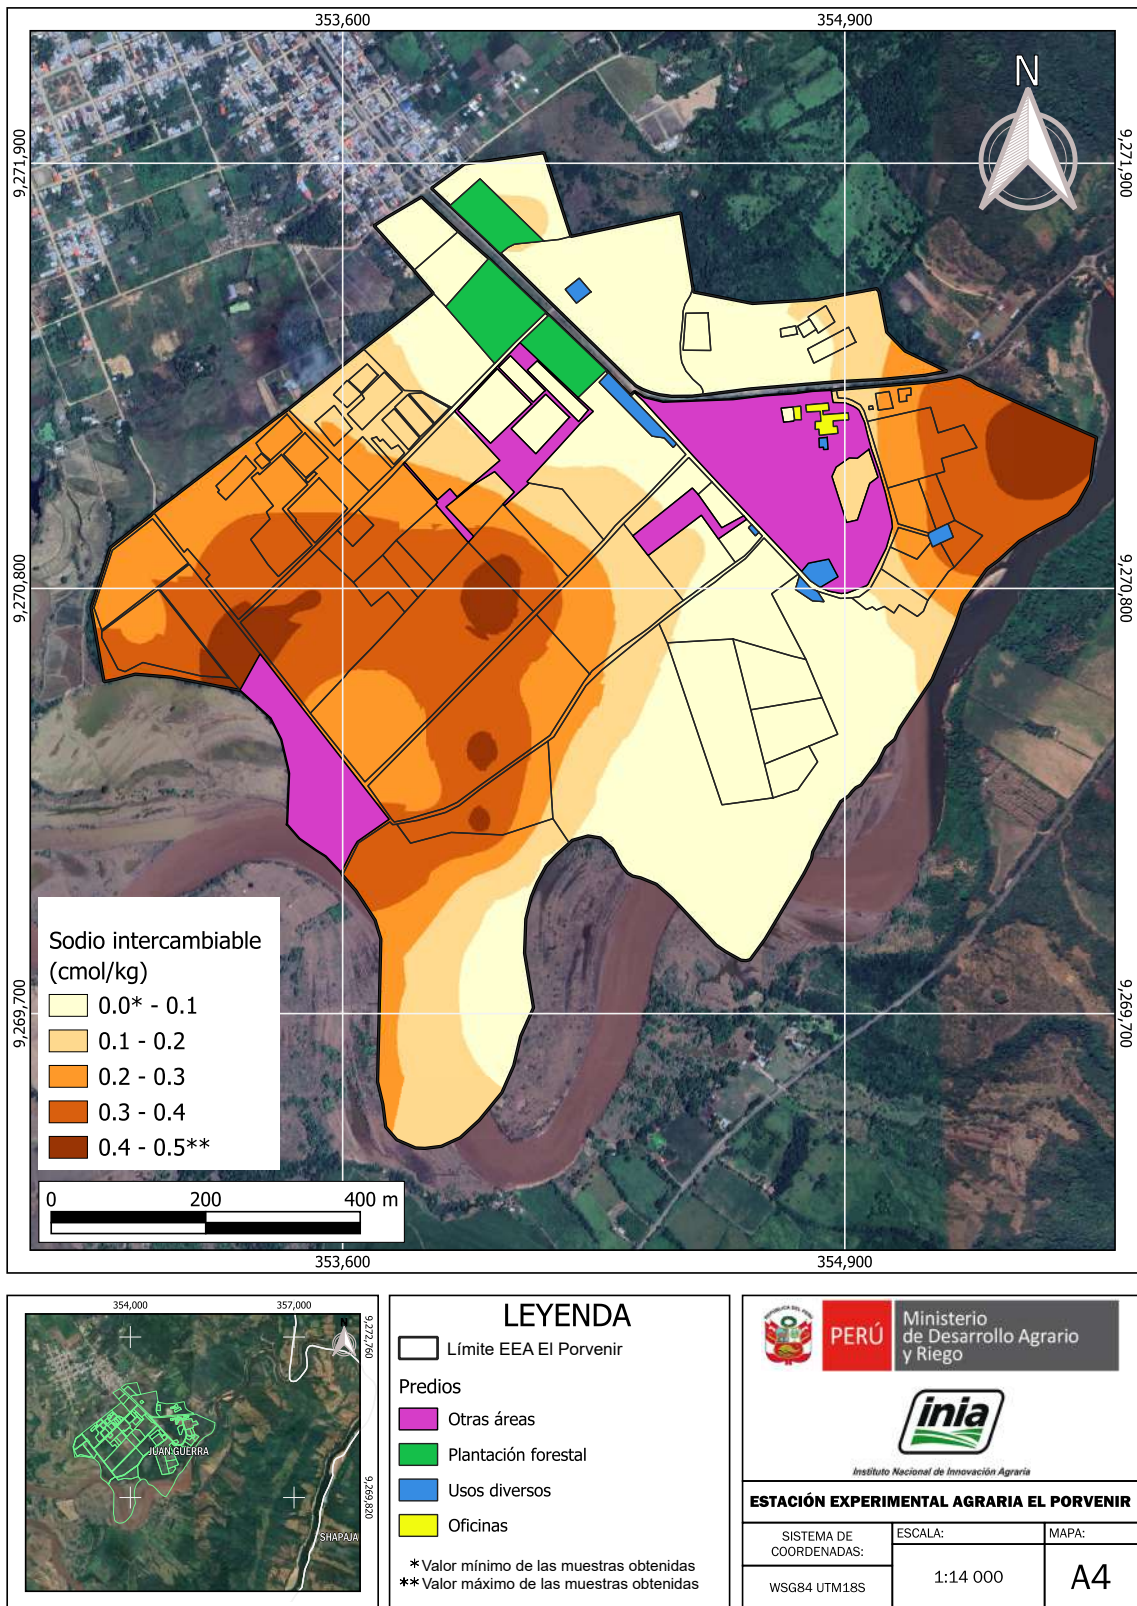 353,600
354,900
N
9,271,900
9,271,900
9,270,800
9,270,800
9,269,700
9,269,700
Sodio intercambiable
(cmol/kg)
0.0* - 0.1
0.1 - 0.2
0.2 - 0.3
0.3 - 0.4
0.4 - 0.5**
0 200 400 m
353,600
354,900
354,000
357,000
N
9,272,760
JUAN GUERRA
9,269,820
SHAPAJA
LEYENDA
Límite EEA El Porvenir
Predios
Otras áreas
Plantación forestal
Usos diversos
Oficinas
* Valor mínimo de las muestras obtenidas
** Valor máximo de las muestras obtenidas
REPÚBLICA DEL PERÚ
PERÚ
Ministerio
de Desarrollo Agrario
y Riego
inia
Instituto Nacional de Innovación Agraria
ESTACIÓN EXPERIMENTAL AGRARIA EL PORVENIR
SISTEMA DE
COORDENADAS:
WSG84 UTM18S
ESCALA:
1:14 000
MAPA:
A4